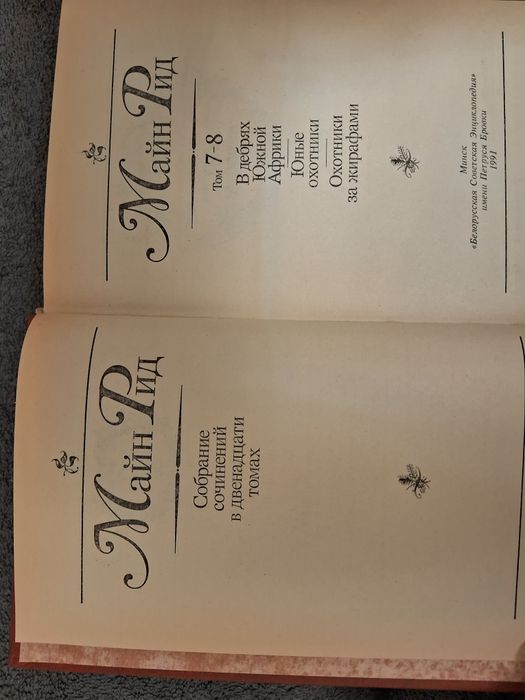 Майн Рид
Собрание
сочинений
в двенадцати
томах
Майн Рид
Том 7-8
В дебрях
Южной
Африки
Юные
охотники
Охотники
за жирафами
Минск
«Белорусская Советская Энциклопедия»
имени Петруся Бровки
1991